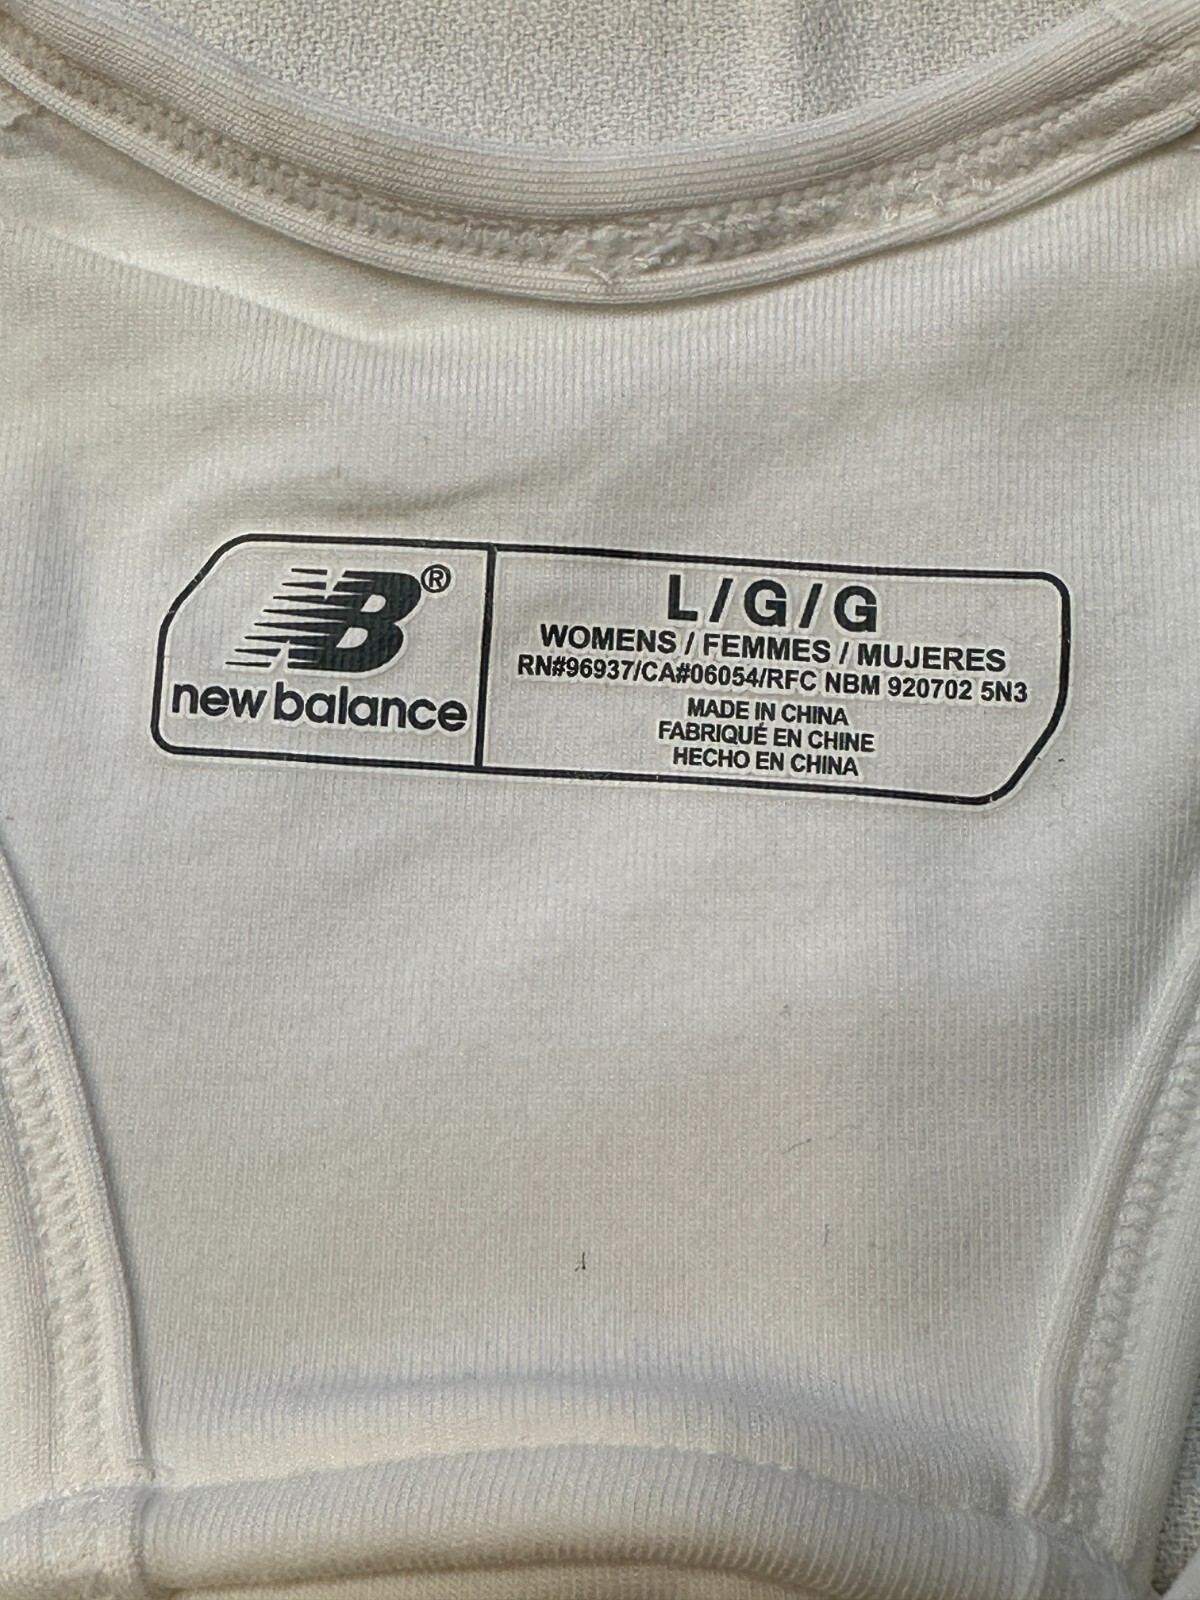 NB®
new balance
L/G/G
WOMENS / FEMMES / MUJERES
RN#96937/CA#06054/RFC NBM 920702 5N3
MADE IN CHINA
FABRIQUÉ EN CHINE
HECHO EN CHINA